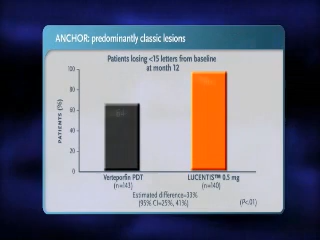 ANCHOR: predominantly classic lesions
Patients losing <15 letters from baseline
at month 12
PATIENTS (%)
100
80
60
40
20
0
Verteporfin PDT
(n=143)
LUCENTIS™ 0.5 mg
(n=140)
Estimated difference=33%
(95% CI=25%, 41%)
(P<.01)